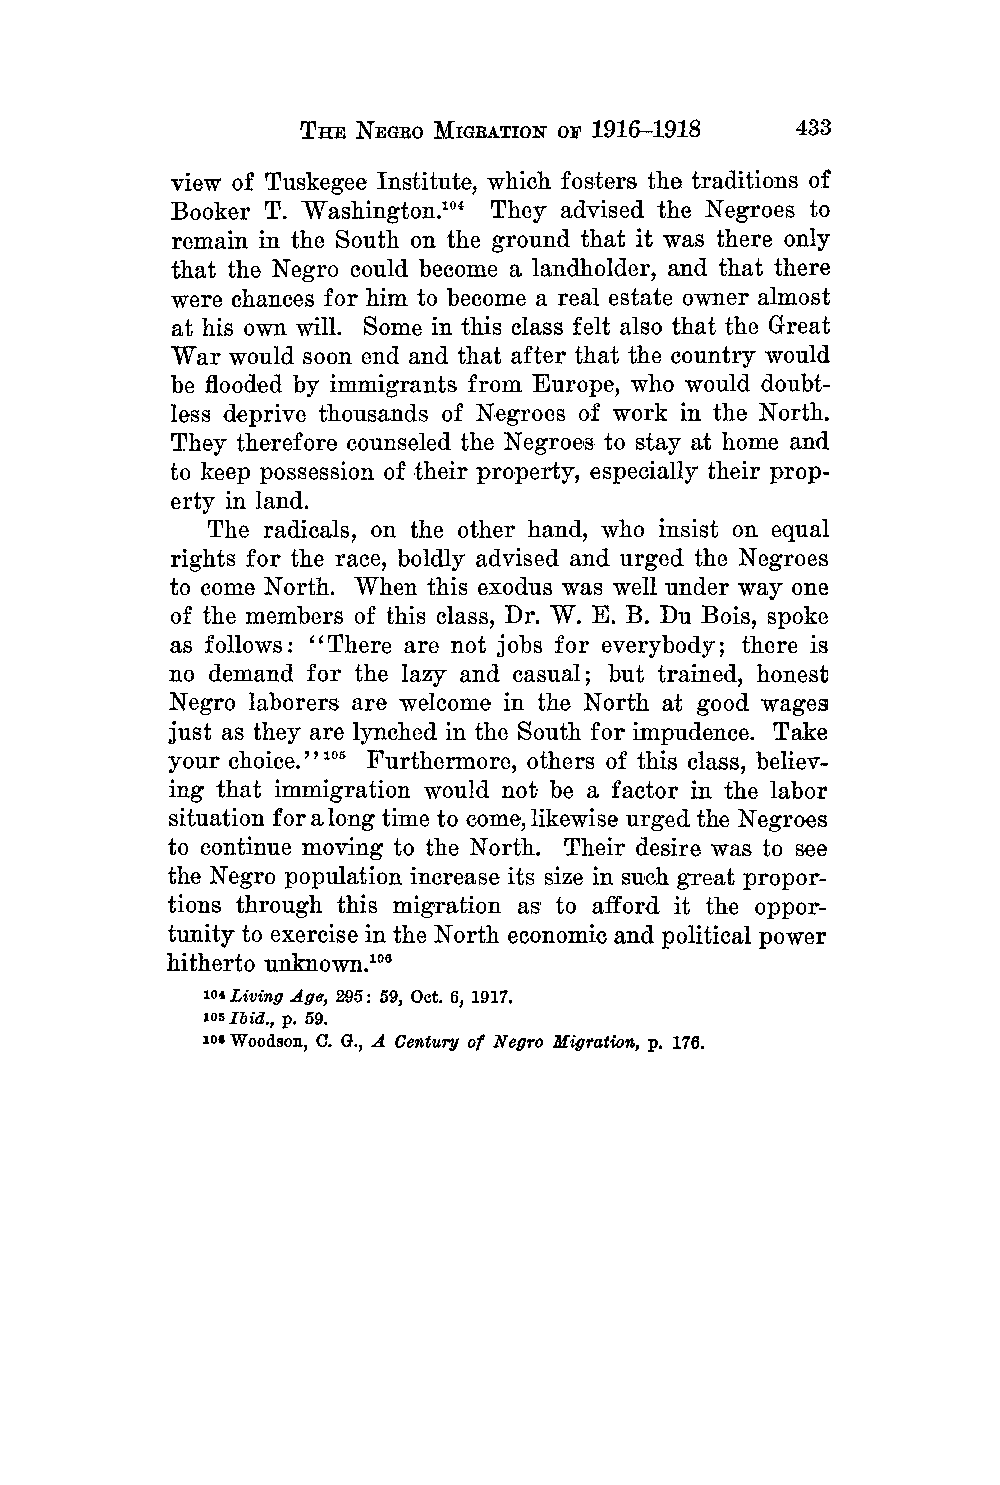 The Negro Migration of 1916–1918 433
view of Tuskegee Institute, which fosters the traditions of
Booker T. Washington.¹⁰⁴ They advised the Negroes to
remain in the South on the ground that it was there only
that the Negro could become a landholder, and that there
were chances for him to become a real estate owner almost
at his own will. Some in this class felt also that the Great
War would soon end and that after that the country would
be flooded by immigrants from Europe, who would doubt-
less deprive thousands of Negroes of work in the North.
They therefore counseled the Negroes to stay at home and
to keep possession of their property, especially their prop-
erty in land.
The radicals, on the other hand, who insist on equal
rights for the race, boldly advised and urged the Negroes
to come North. When this exodus was well under way one
of the members of this class, Dr. W. E. B. Du Bois, spoke
as follows: “There are not jobs for everybody; there is
no demand for the lazy and casual; but trained, honest
Negro laborers are welcome in the North at good wages
just as they are lynched in the South for impudence. Take
your choice.”¹⁰⁵ Furthermore, others of this class, believ-
ing that immigration would not be a factor in the labor
situation for a long time to come, likewise urged the Negroes
to continue moving to the North. Their desire was to see
the Negro population increase its size in such great propor-
tions through this migration as to afford it the oppor-
tunity to exercise in the North economic and political power
hitherto unknown.¹⁰⁶
¹⁰⁴ Living Age, 295: 59, Oct. 6, 1917.
¹⁰⁵ Ibid., p. 59.
¹⁰⁶ Woodson, C. G., A Century of Negro Migration, p. 176.